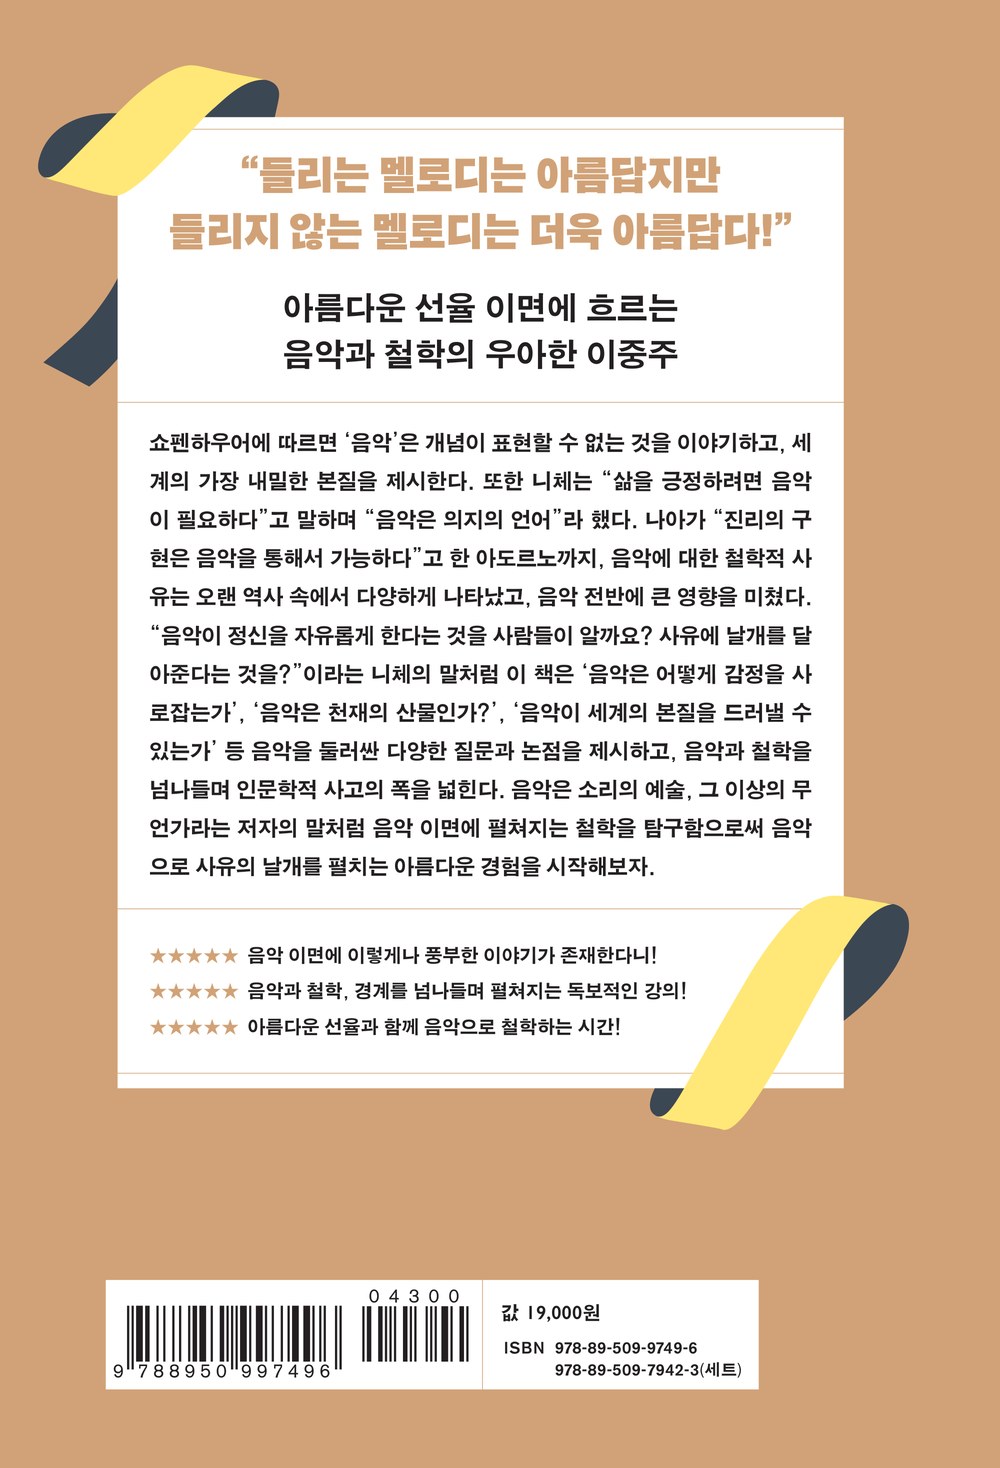 “들리는 멜로디는 아름답지만
들리지 않는 멜로디는 더욱 아름답다!”
아름다운 선율 이면에 흐르는
음악과 철학의 우아한 이중주
쇼펜하우어에 따르면 ‘음악’은 개념이 표현할 수 없는 것을 이야기하고, 세
계의 가장 내밀한 본질을 제시한다. 또한 니체는 “삶을 긍정하려면 음악
이 필요하다”고 말하며 “음악은 의지의 언어”라 했다. 나아가 “진리의 구
현은 음악을 통해서 가능하다”고 한 아도르노까지, 음악에 대한 철학적 사
유는 오랜 역사 속에서 다양하게 나타났고, 음악 전반에 큰 영향을 미쳤다.
“음악이 정신을 자유롭게 한다는 것을 사람들이 알까요? 사유에 날개를 달
아준다는 것을?”이라는 니체의 말처럼 이 책은 ‘음악은 어떻게 감정을 사
로잡는가’, ‘음악은 천재의 산물인가?’, ‘음악이 세계의 본질을 드러낼 수
있는가’ 등 음악을 둘러싼 다양한 질문과 논점을 제시하고, 음악과 철학을
넘나들며 인문학적 사고의 폭을 넓힌다. 음악은 소리의 예술, 그 이상의 무
언가라는 저자의 말처럼 음악 이면에 펼쳐지는 철학을 탐구함으로써 음악
으로 사유의 날개를 펼치는 아름다운 경험을 시작해보자.
★★★★★ 음악 이면에 이렇게나 풍부한 이야기가 존재한다니!
★★★★★ 음악과 철학, 경계를 넘나들며 펼쳐지는 독보적인 강의!
★★★★★ 아름다운 선율과 함께 음악으로 철학하는 시간!
04300
9 788950 997496
값 19,000원
ISBN 978-89-509-9749-6
978-89-509-7942-3(세트)